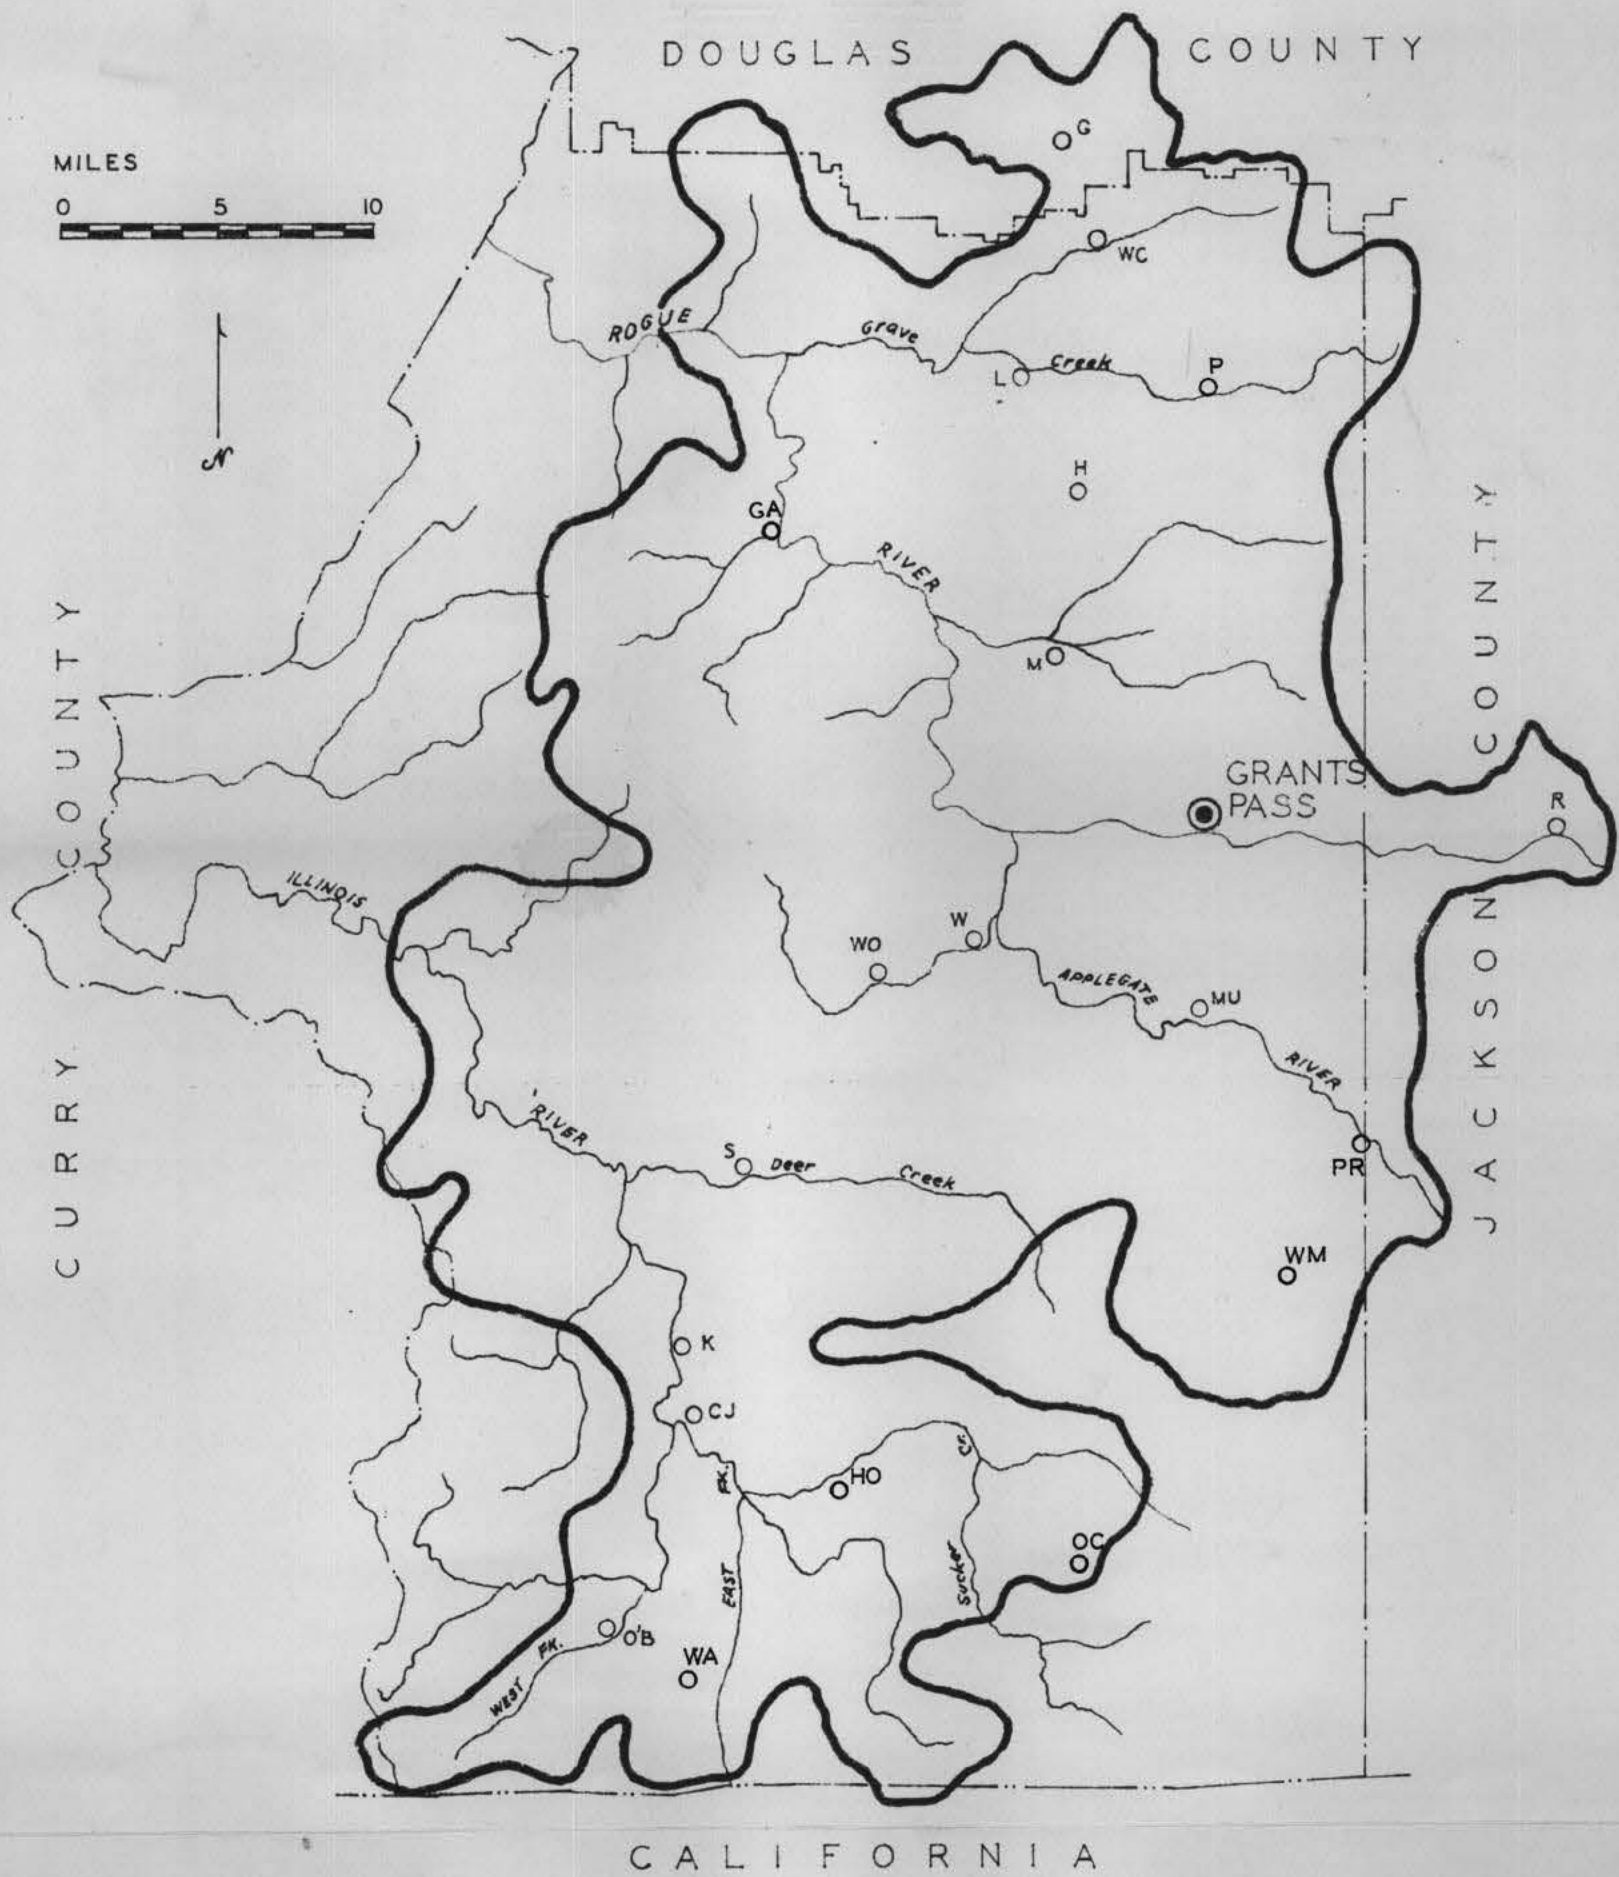 DOUGLAS COUNTY
MILES
0 5 10
N
G
WC
ROGUE
Grave
Creek
L
P
H
GA
RIVER
M
COUNTY
COUNTY
GRANTS
PASS
R
ILLINOIS
WO
W
APPLEGATE
MU
RIVER
CURRY
JACKSON
RIVER
S
Deer
Creek
PR
WM
K
CJ
FK.
HO
Cr.
OC
EAST
Sucker
O'B
FK.
WA
WEST
CALIFORNIA